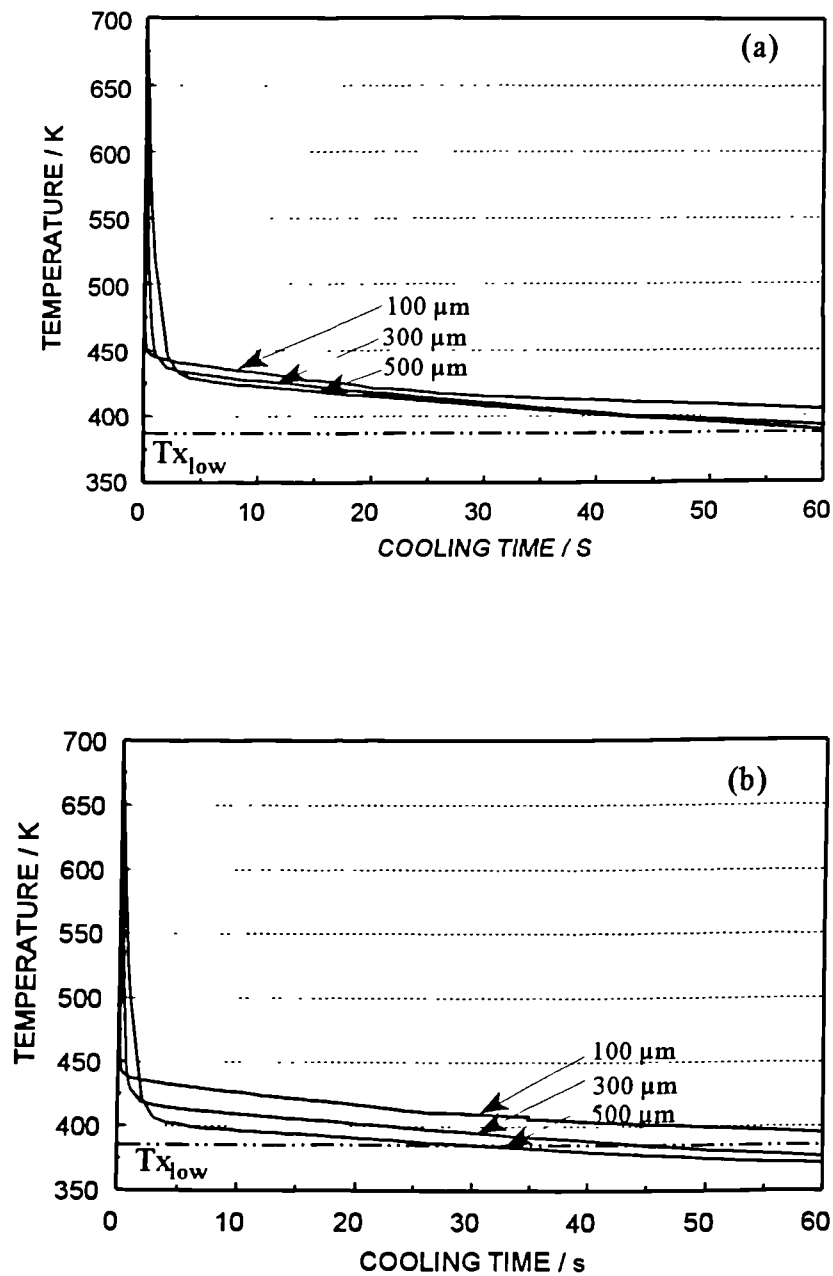 700
(a)
650
600
550
500
100 µm
300 µm
450
500 µm
400
Tx_low
350
0 10 20 30 40 50 60
TEMPERATURE / K
COOLING TIME / S
700
(b)
650
600
550
500
450
100 µm
300 µm
400
500 µm
Tx_low
350
0 10 20 30 40 50 60
TEMPERATURE / K
COOLING TIME / s